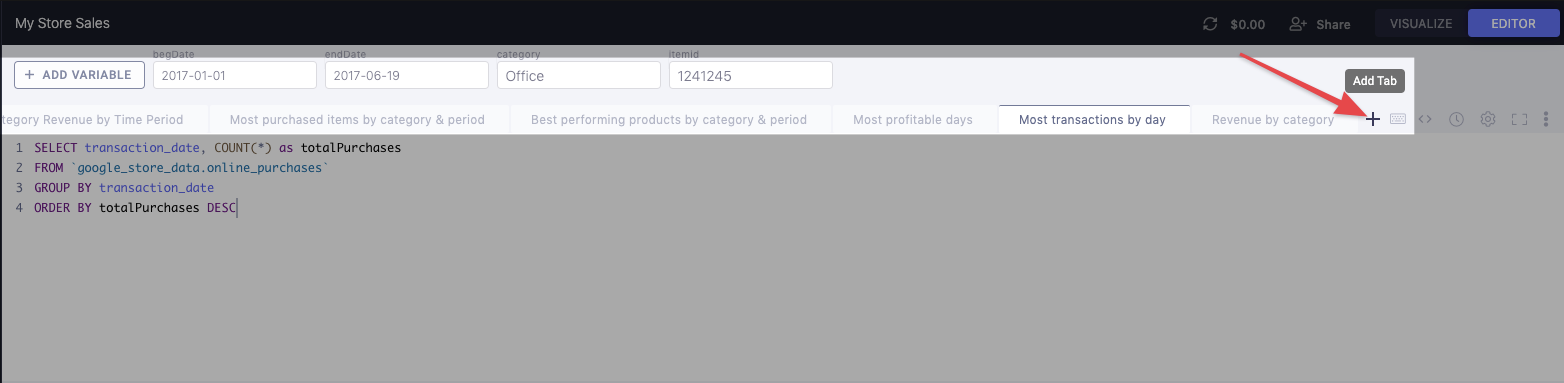 My Store Sales
$0.00
Share
VISUALIZE
EDITOR
begDate
endDate
category
itemid
+ ADD VARIABLE
2017-01-01
2017-06-19
Office
1241245
Add Tab
tegory Revenue by Time Period
Most purchased items by category & period
Best performing products by category & period
Most profitable days
Most transactions by day
Revenue by category
1 SELECT transaction_date, COUNT(*) as totalPurchases
2 FROM `google_store_data.online_purchases`
3 GROUP BY transaction_date
4 ORDER BY totalPurchases DESC